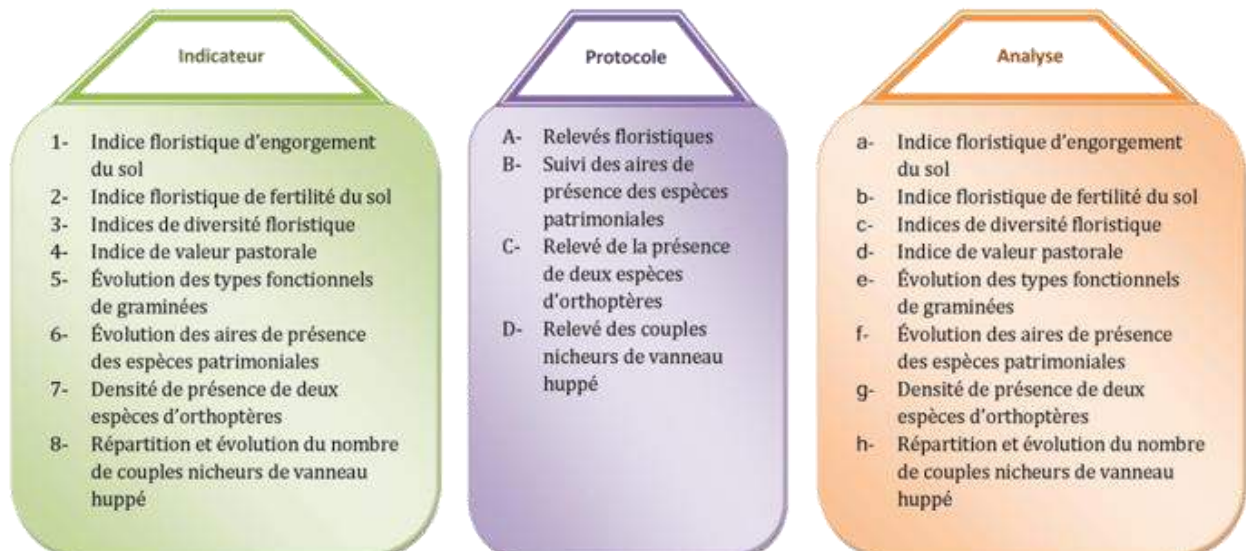 Indicateur
1- Indice floristique d'engorgement
du sol
2- Indice floristique de fertilité du sol
3- Indices de diversité floristique
4- Indice de valeur pastorale
5- Évolution des types fonctionnels
de graminées
6- Évolution des aires de présence
des espèces patrimoniales
7- Densité de présence de deux
espèces d'orthoptères
8- Répartition et évolution du nombre
de couples nicheurs de vanneau
huppé
Protocole
A- Relevés floristiques
B- Suivi des aires de
présence des espèces
patrimoniales
C- Relevé de la présence
de deux espèces
d'orthoptères
D- Relevé des couples
nicheurs de vanneau
huppé
Analyse
a- Indice floristique d'engorgement
du sol
b- Indice floristique de fertilité du sol
c- Indices de diversité floristique
d- Indice de valeur pastorale
e- Évolution des types fonctionnels
de graminées
f- Évolution des aires de présence
des espèces patrimoniales
g- Densité de présence de deux
espèces d'orthoptères
h- Répartition et évolution du nombre
de couples nicheurs de vanneau
huppé